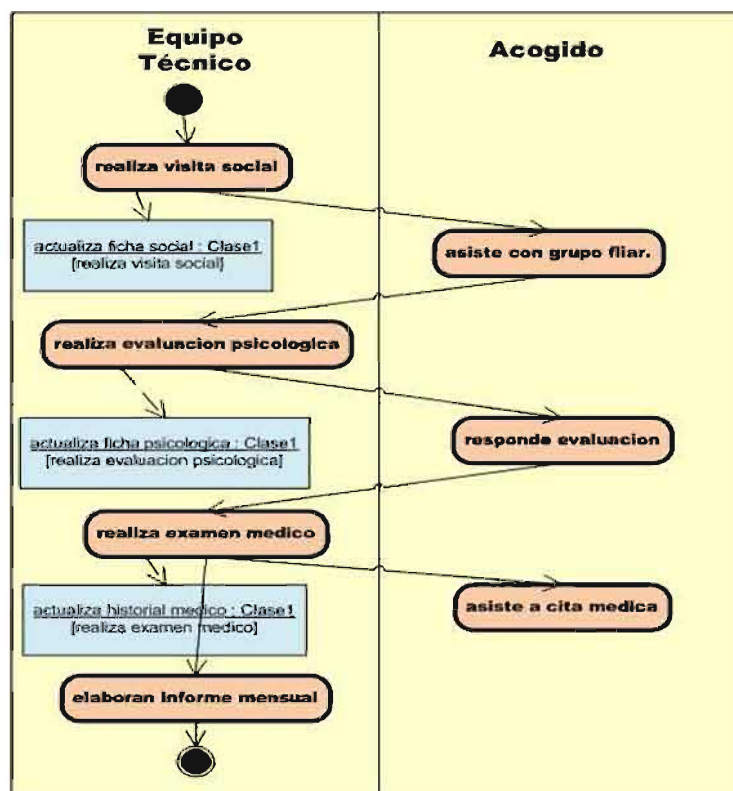 Equipo
Técnico
Acogido
realiza visita social
actualiza ficha social : Clase1
[realiza visita social]
asiste con grupo fliar.
realiza evaluacion psicologica
actualiza ficha psicologica : Clase1
[realiza evaluacion psicologica]
responde evaluacion
realiza examen medico
actualiza historial medico : Clase1
[realiza examen medico]
asiste a cita medica
elaboran informe mensual